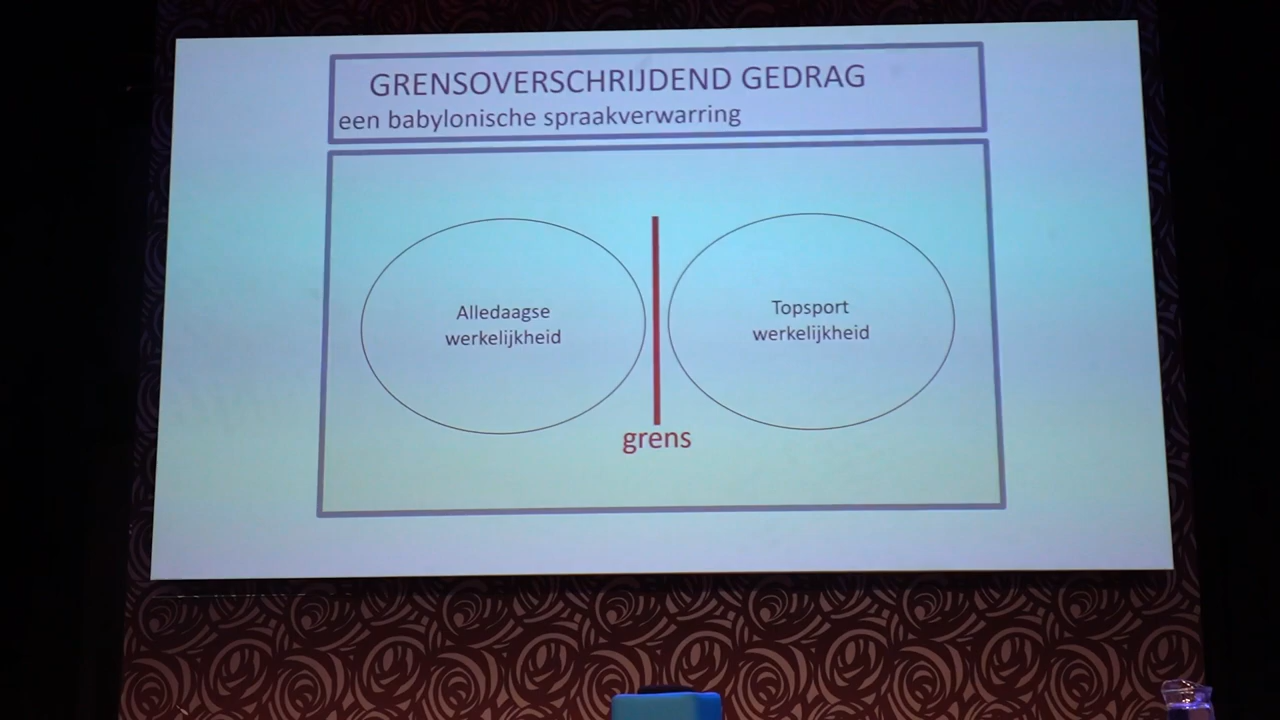 GRENSOVERSCHRIJDEND GEDRAG
een babylonische spraakverwarring
Alledaagse
werkelijkheid
Topsport
werkelijkheid
grens